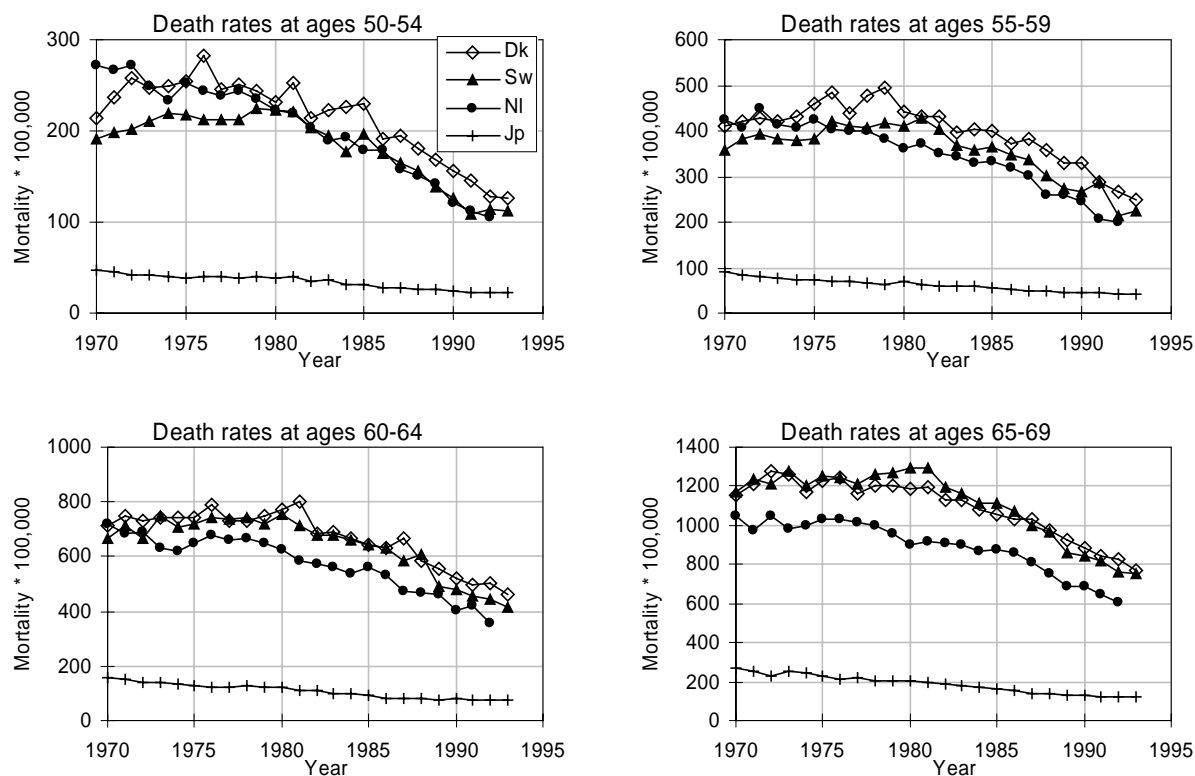 Death rates at ages 50-54
300
200
100
0
1970 1975 1980 1985 1990 1995
Year
Mortality * 100,000
Dk
Sw
Nl
Jp
Death rates at ages 55-59
600
500
400
300
200
100
0
1970 1975 1980 1985 1990 1995
Year
Mortality * 100,000
Death rates at ages 60-64
1000
800
600
400
200
0
1970 1975 1980 1985 1990 1995
Year
Mortality * 100,000
Death rates at ages 65-69
1400
1200
1000
800
600
400
200
0
1970 1975 1980 1985 1990 1995
Year
Mortality * 100,000